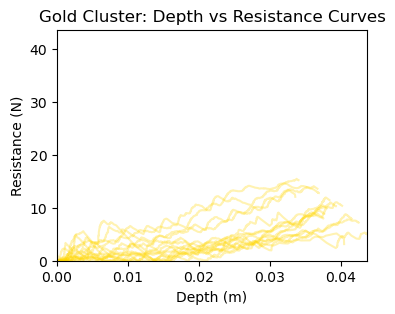 Gold Cluster: Depth vs Resistance Curves
40
30
20
10
0
Resistance (N)
0.00 0.01 0.02 0.03 0.04
Depth (m)